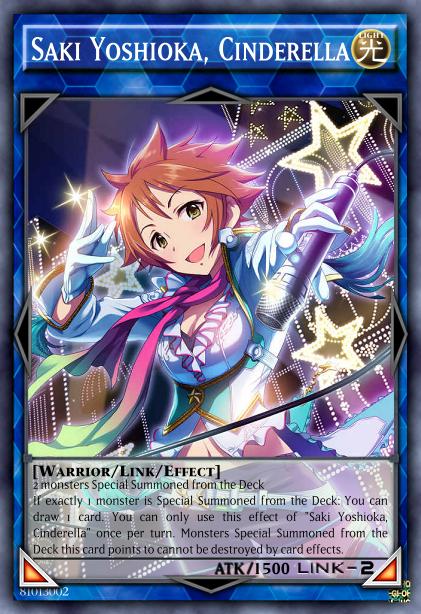 Saki Yoshioka, Cinderella
LIGHT
光
[Warrior/Link/Effect]
2 monsters Special Summoned from the Deck
If exactly 1 monster is Special Summoned from the Deck: You can
draw 1 card. You can only use this effect of "Saki Yoshioka,
Cinderella" once per turn. Monsters Special Summoned from the
Deck this card points to cannot be destroyed by card effects.
ATK/1500 LINK-2
81013002